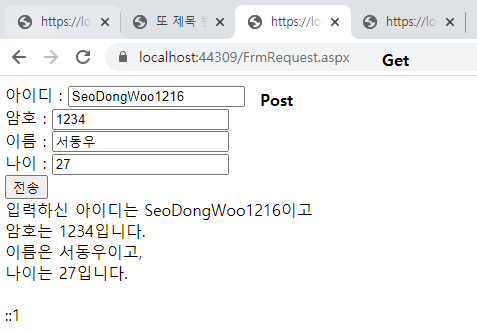 https://lo
또 제목 
https://lo
https://lo
localhost:44309/FrmRequest.aspx
Get
아이디 : SeoDongWoo1216
Post
암호 : 1234
이름 : 서동우
나이 : 27
전송
입력하신 아이디는 SeoDongWoo1216이고
암호는 1234입니다.
이름은 서동우이고,
나이는 27입니다.
::1